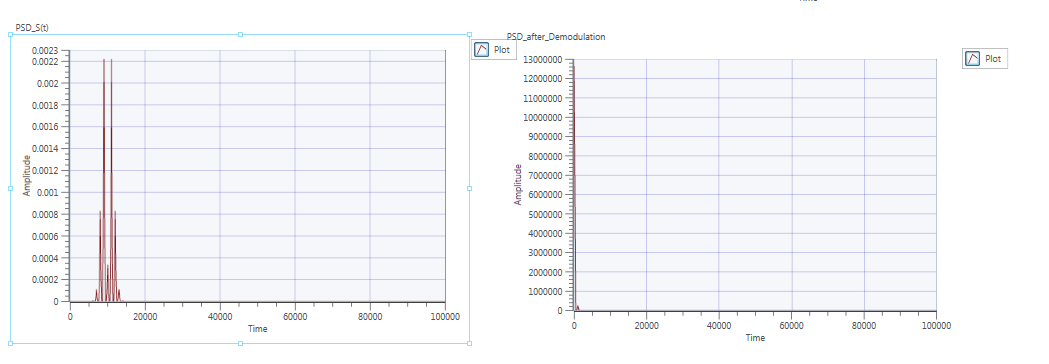 PSD_S(t)
Plot
0.0023
0.0022
0.002
0.0018
0.0016
0.0014
0.0012
0.001
0.0008
0.0006
0.0004
0.0002
0
Amplitude
0 20000 40000 60000 80000 100000
Time
PSD_after_Demodulation
Plot
13000000
12000000
11000000
10000000
9000000
8000000
7000000
6000000
5000000
4000000
3000000
2000000
1000000
0
Amplitude
0 20000 40000 60000 80000 100000
Time